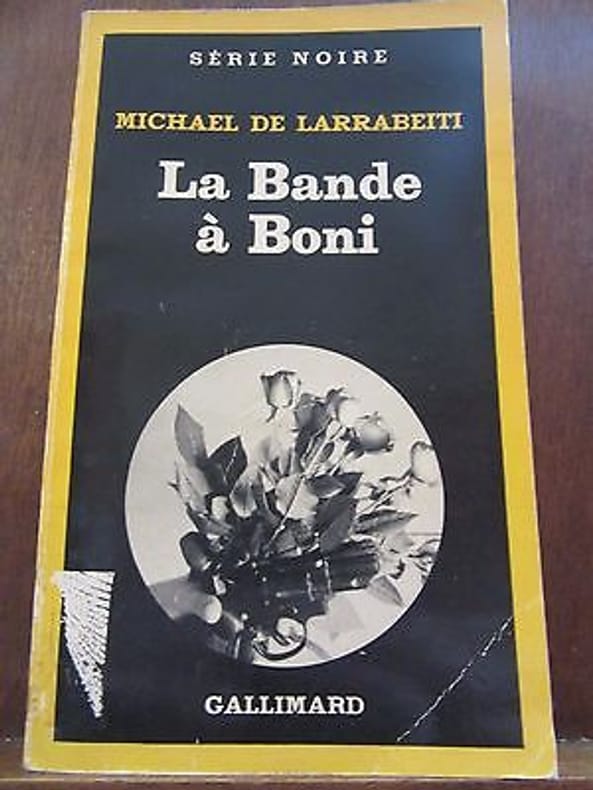 SÉRIE NOIRE
MICHAEL DE LARRABEITI
La Bande
à Boni
GALLIMARD